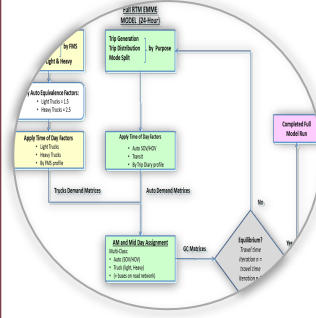 Full RTM EMME
MODEL (24-Hour)
by FMS
Light & Heavy
Trip Generation
Trip Distribution
Mode Split
by Purpose
Auto Equivalence Factors:
• Light Trucks = 1.5
• Heavy Trucks = 2.5
Apply Time of Day Factors
• Light Trucks
• Heavy Trucks
• By FMS profile
Apply Time of Day Factors
• Auto SOV/HOV
• Transit
• By Trip Diary profile
Completed Full
Model Run
Trucks Demand Matrices
Auto Demand Matrices
No
AM and Mid Day Assignment
Multi-Class:
• Auto (SOV/HOV)
• Truck (light, Heavy)
• (+ buses on road network)
GC Matrices
Equilibrium?
Travel time
iteration n =
travel time
iteration n
Yes